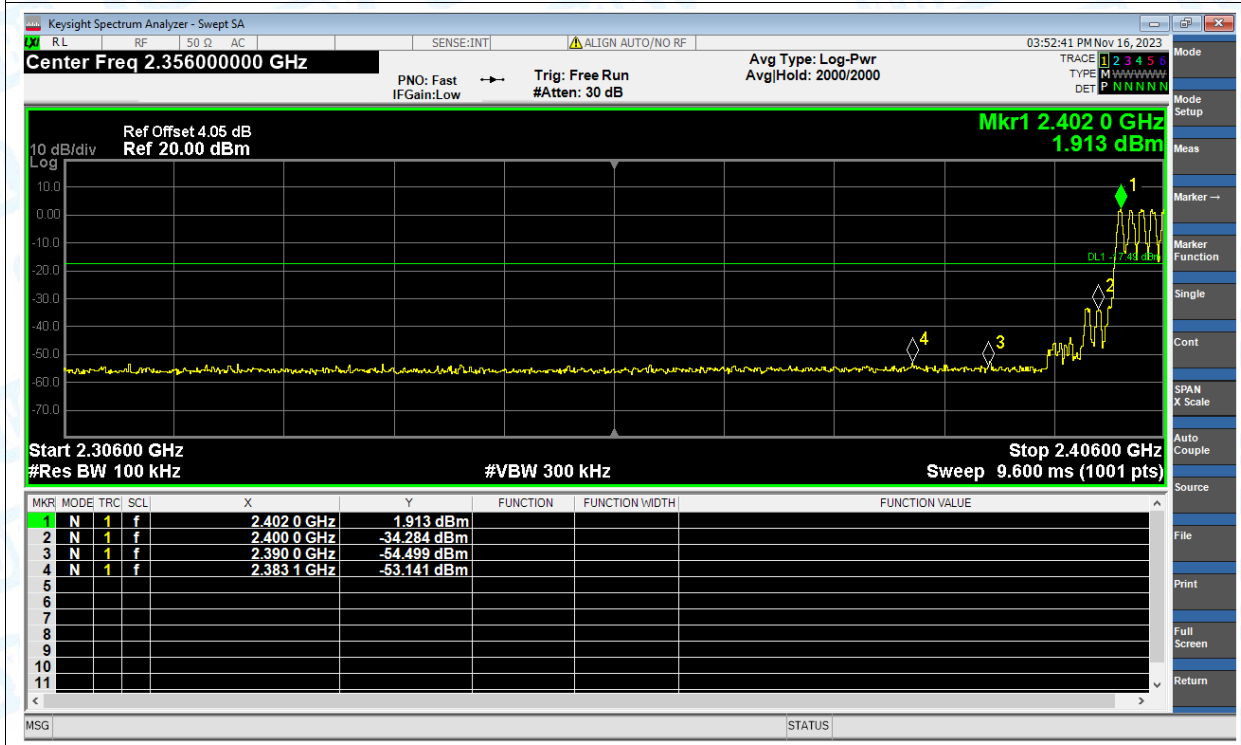 Keysight Spectrum Analyzer - Swept SA
LXI RL RF 50 Ω AC SENSE:INT ALIGN AUTO/NO RF 03:52:41 PM Nov 16, 2023
Center Freq 2.356000000 GHz
PNO: Fast
IFGain:Low
Trig: Free Run
#Atten: 30 dB
Avg Type: Log-Pwr
Avg|Hold: 2000/2000
TRACE 1 2 3 4 5 6
TYPE M W W W W W
DET P N N N N N
Ref Offset 4.05 dB
10 dB/div Ref 20.00 dBm
Log
Mkr1 2.402 0 GHz
1.913 dBm
10.0
0.00
-10.0
-20.0
-30.0
-40.0
-50.0
-60.0
-70.0
1
DL1 -17.49 dBm
2
4
3
Start 2.30600 GHz Stop 2.40600 GHz
#Res BW 100 kHz #VBW 300 kHz Sweep 9.600 ms (1001 pts)
MKR MODE TRC SCL X Y FUNCTION FUNCTION WIDTH FUNCTION VALUE
1 N 1 f 2.402 0 GHz 1.913 dBm
2 N 1 f 2.400 0 GHz -34.284 dBm
3 N 1 f 2.390 0 GHz -54.499 dBm
4 N 1 f 2.383 1 GHz -53.141 dBm
5
6
7
8
9
10
11
MSG STATUS
Mode
Mode
Setup
Meas
Marker →
Marker
Function
Single
Cont
SPAN
X Scale
Auto
Couple
Source
File
Print
Full
Screen
Return